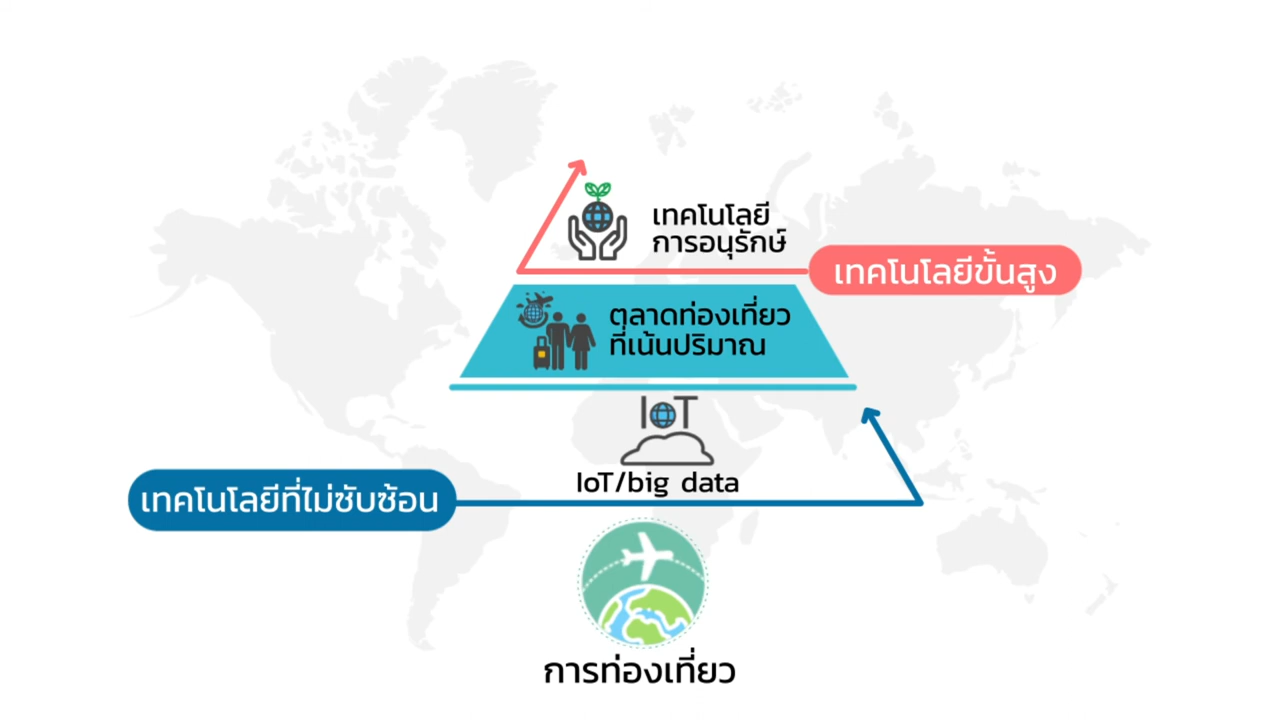 เทคโนโลยี
การอนุรักษ์
เทคโนโลยีขั้นสูง
ตลาดท่องเที่ยว
ที่เน้นปริมาณ
IoT
IoT/big data
เทคโนโลยีที่ไม่ซับซ้อน
การท่องเที่ยว